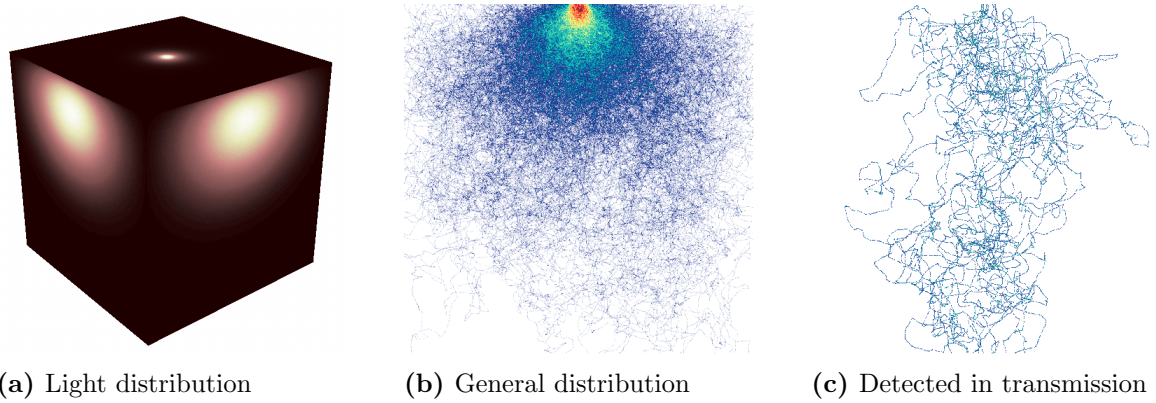 (a) Light distribution
(b) General distribution
(c) Detected in transmission